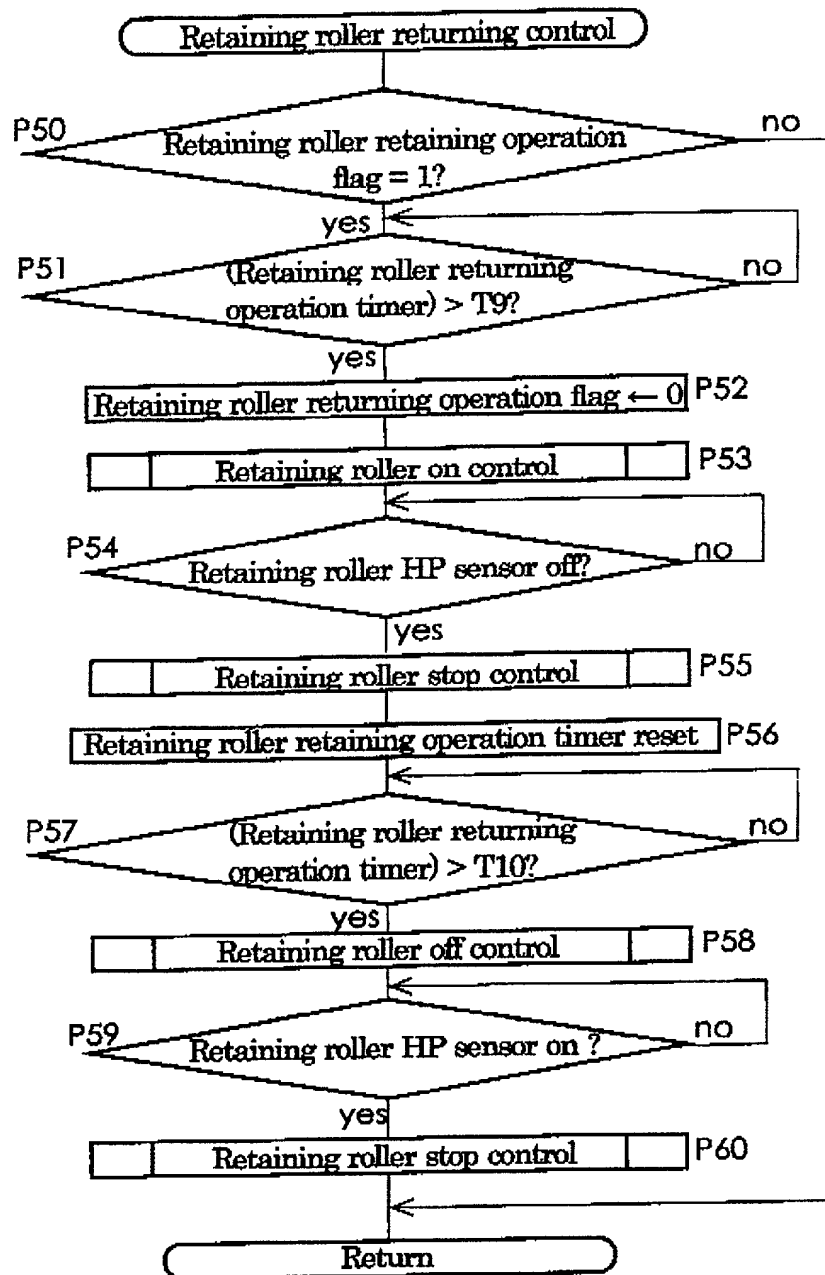 Retaining roller returning control
P50
no
Retaining roller retaining operation
flag = 1?
yes
P51
(Retaining roller returning
operation timer) > T9?
no
yes
Retaining roller returning operation flag ← 0
P52
Retaining roller on control
P53
P54
Retaining roller HP sensor off?
no
yes
Retaining roller stop control
P55
Retaining roller retaining operation timer reset
P56
P57
(Retaining roller returning
operation timer) > T10?
no
yes
Retaining roller off control
P58
P59
Retaining roller HP sensor on ?
no
yes
Retaining roller stop control
P60
Return